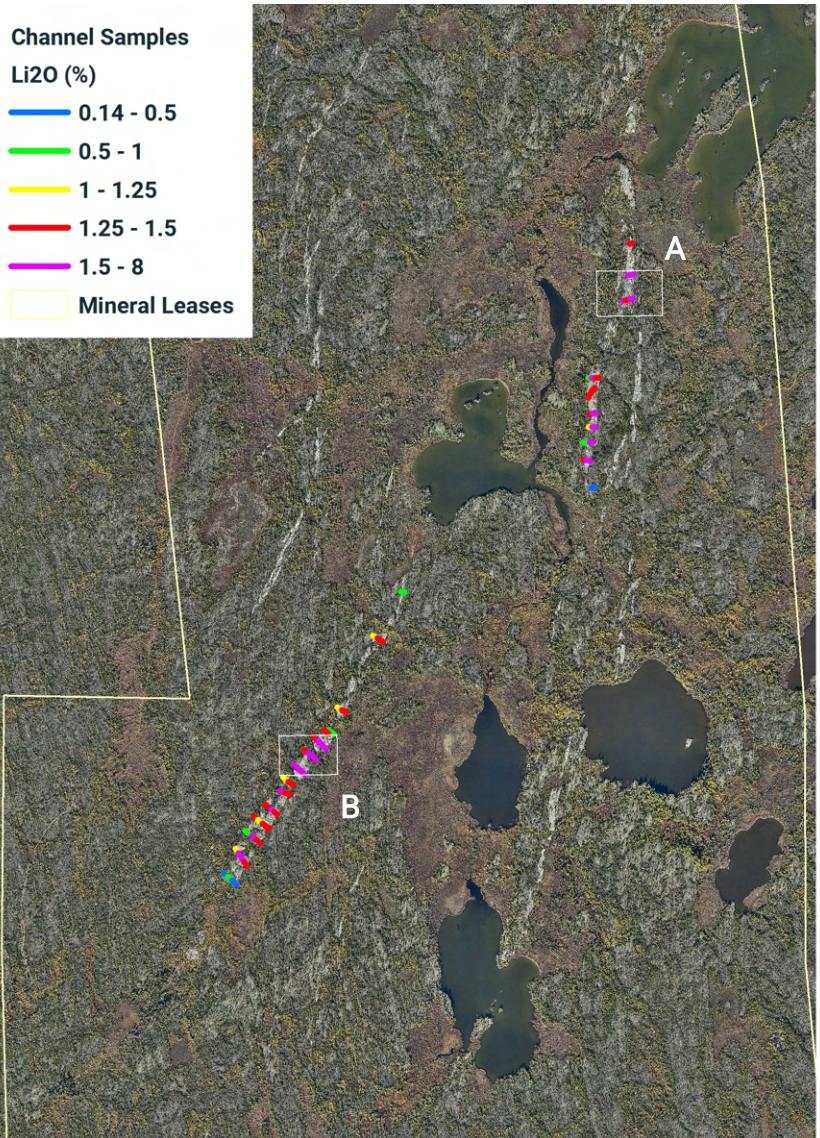 Channel Samples
Li2O (%)
0.14 - 0.5
0.5 - 1
1 - 1.25
1.25 - 1.5
1.5 - 8
Mineral Leases
A
B